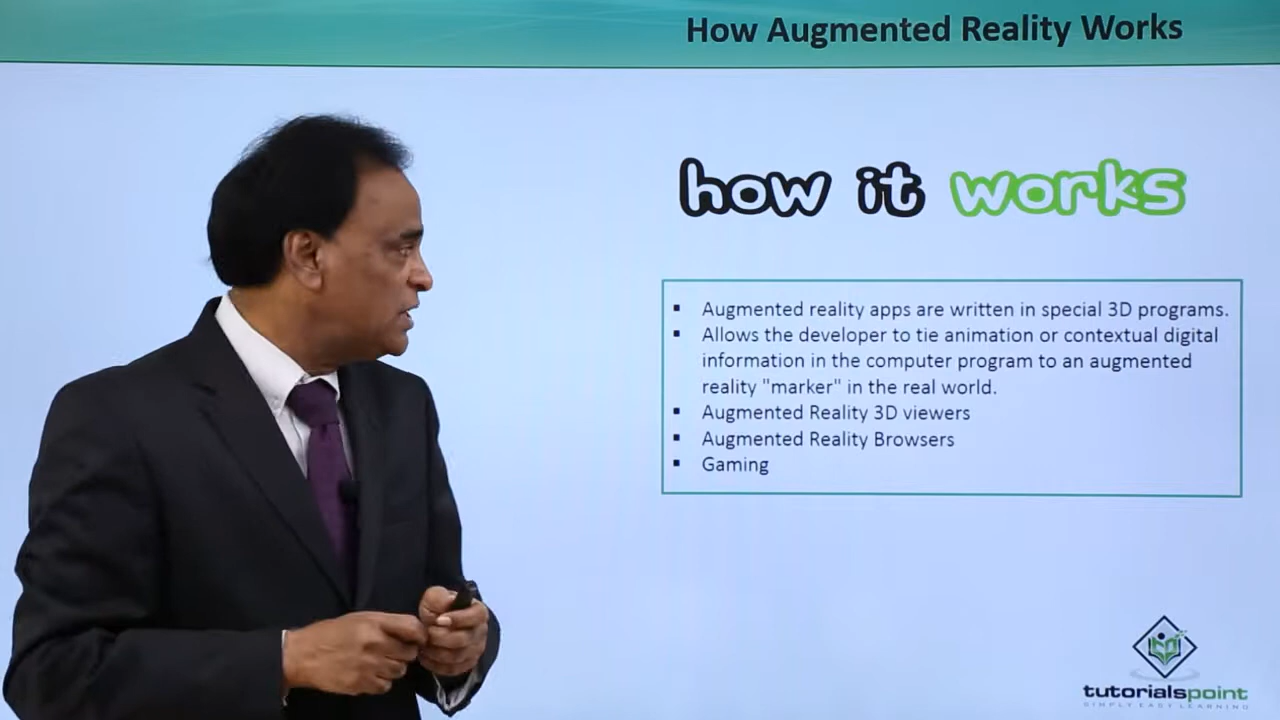 How Augmented Reality Works
how it works
▪ Augmented reality apps are written in special 3D programs.
▪ Allows the developer to tie animation or contextual digital
information in the computer program to an augmented
reality "marker" in the real world.
▪ Augmented Reality 3D viewers
▪ Augmented Reality Browsers
▪ Gaming
tutorialspoint
SIMPLY EASY LEARNING